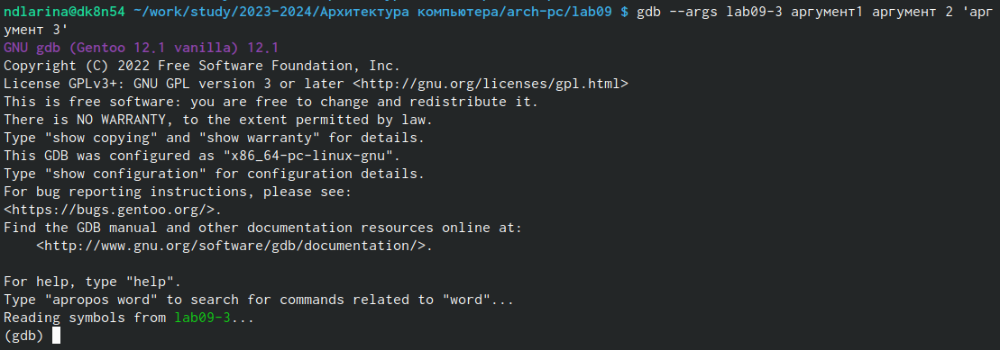 ndlarina@dk8n54 ~/work/study/2023-2024/Архитектура компьютера/arch-pc/lab09 $ gdb --args lab09-3 аргумент1 аргумент 2 'арг
умент 3'
GNU gdb (Gentoo 12.1 vanilla) 12.1
Copyright (C) 2022 Free Software Foundation, Inc.
License GPLv3+: GNU GPL version 3 or later <http://gnu.org/licenses/gpl.html>
This is free software: you are free to change and redistribute it.
There is NO WARRANTY, to the extent permitted by law.
Type "show copying" and "show warranty" for details.
This GDB was configured as "x86_64-pc-linux-gnu".
Type "show configuration" for configuration details.
For bug reporting instructions, please see:
<https://bugs.gentoo.org/>.
Find the GDB manual and other documentation resources online at:
    <http://www.gnu.org/software/gdb/documentation/>.

For help, type "help".
Type "apropos word" to search for commands related to "word"...
Reading symbols from lab09-3...
(gdb)